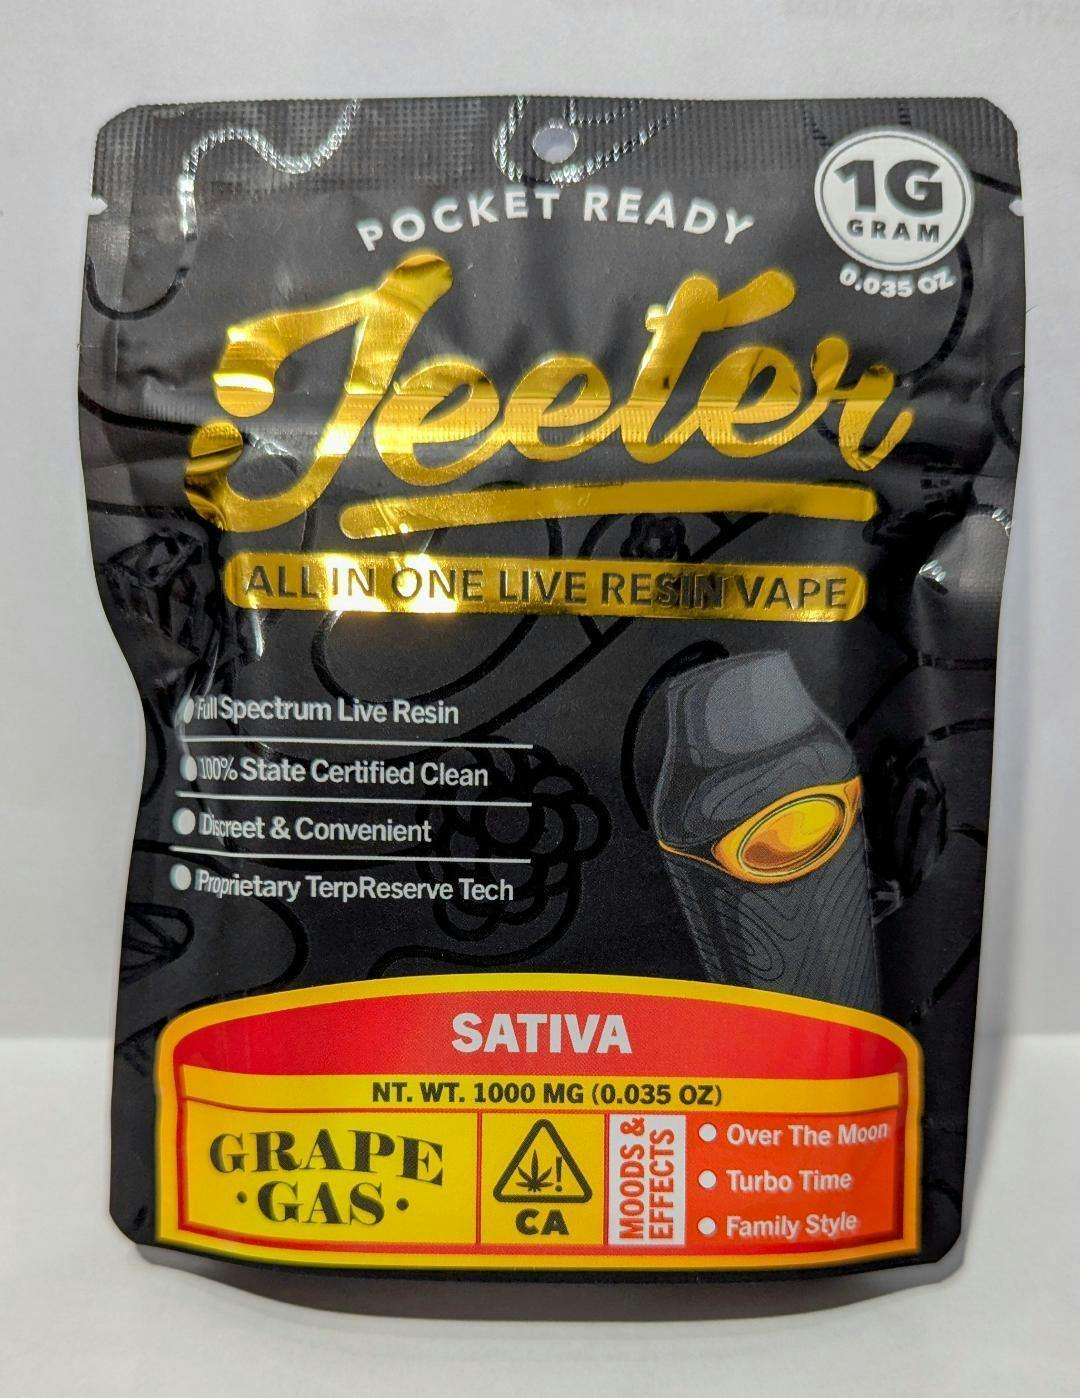 POCKET READY
1G
GRAM
0.035 OZ
Jeeter
ALL IN ONE LIVE RESIN VAPE
Full Spectrum Live Resin
100% State Certified Clean
Discreet & Convenient
Proprietary TerpReserve Tech
SATIVA
NT. WT. 1000 MG (0.035 OZ)
GRAPE
·GAS·
!
CA
MOODS &
EFFECTS
Over The Moon
Turbo Time
Family Style